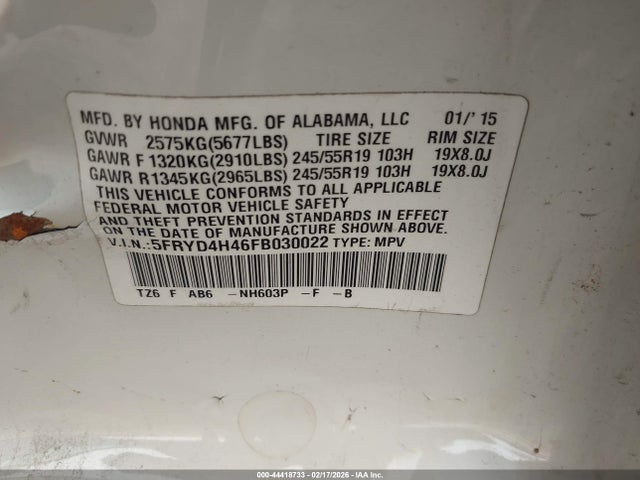 MFD. BY HONDA MFG. OF ALABAMA, LLC 01/' 15
GVWR 2575KG(5677LBS) TIRE SIZE RIM SIZE
GAWR F 1320KG(2910LBS) 245/55R19 103H 19X8.0J
GAWR R 1345KG(2965LBS) 245/55R19 103H 19X8.0J
THIS VEHICLE CONFORMS TO ALL APPLICABLE
FEDERAL MOTOR VEHICLE SAFETY
AND THEFT PREVENTION STANDARDS IN EFFECT
ON THE DATE OF MANUFACTURE SHOWN ABOVE.
V.I.N.:5FRYD4H46FB030022 TYPE: MPV
TZ6 F AB6 -NH603P -F -B
000-44418733 - 02/17/2026 - IAA Inc.